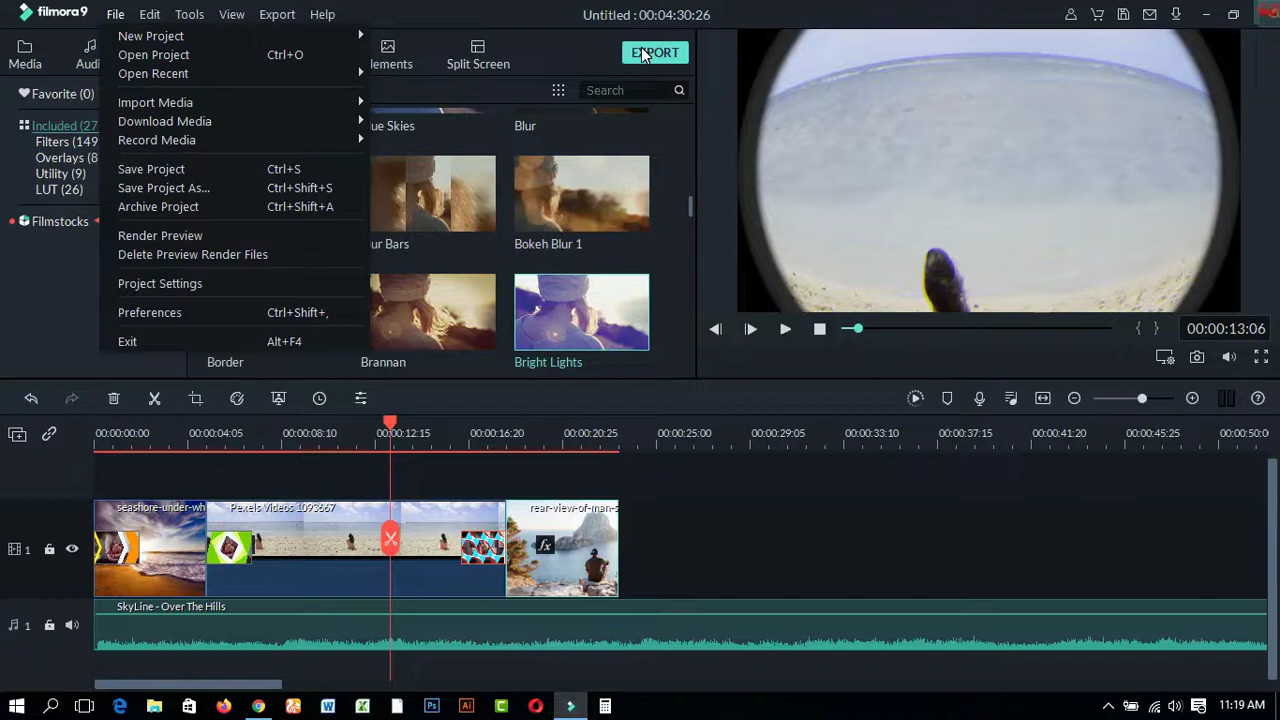 filmora9
File Edit Tools View Export Help
Untitled : 00:04:30:26
Media
Audi
lements
Split Screen
EXPORT
Favorite (0)
Included (27
Filters (149
Overlays (8
Utility (9)
LUT (26)
Filmstocks
New Project
Open Project Ctrl+O
Open Recent
Import Media
Download Media
Record Media
Save Project Ctrl+S
Save Project As... Ctrl+Shift+S
Archive Project Ctrl+Shift+A
Render Preview
Delete Preview Render Files
Project Settings
Preferences Ctrl+Shift+,
Exit Alt+F4
Search
lue Skies
Blur
ur Bars
Bokeh Blur 1
Border
Brannan
Bright Lights
00:00:13:06
00:00:00:00 00:00:04:05 00:00:08:10 00:00:12:15 00:00:16:20 00:00:20:25 00:00:25:00 00:00:29:05 00:00:33:10 00:00:37:15 00:00:41:20 00:00:45:25 00:00:50:0
seashore-under-wh
Pexels Videos 1093667
rear-view-of-man-s
fx
1
SkyLine - Over The Hills
1
11:19 AM